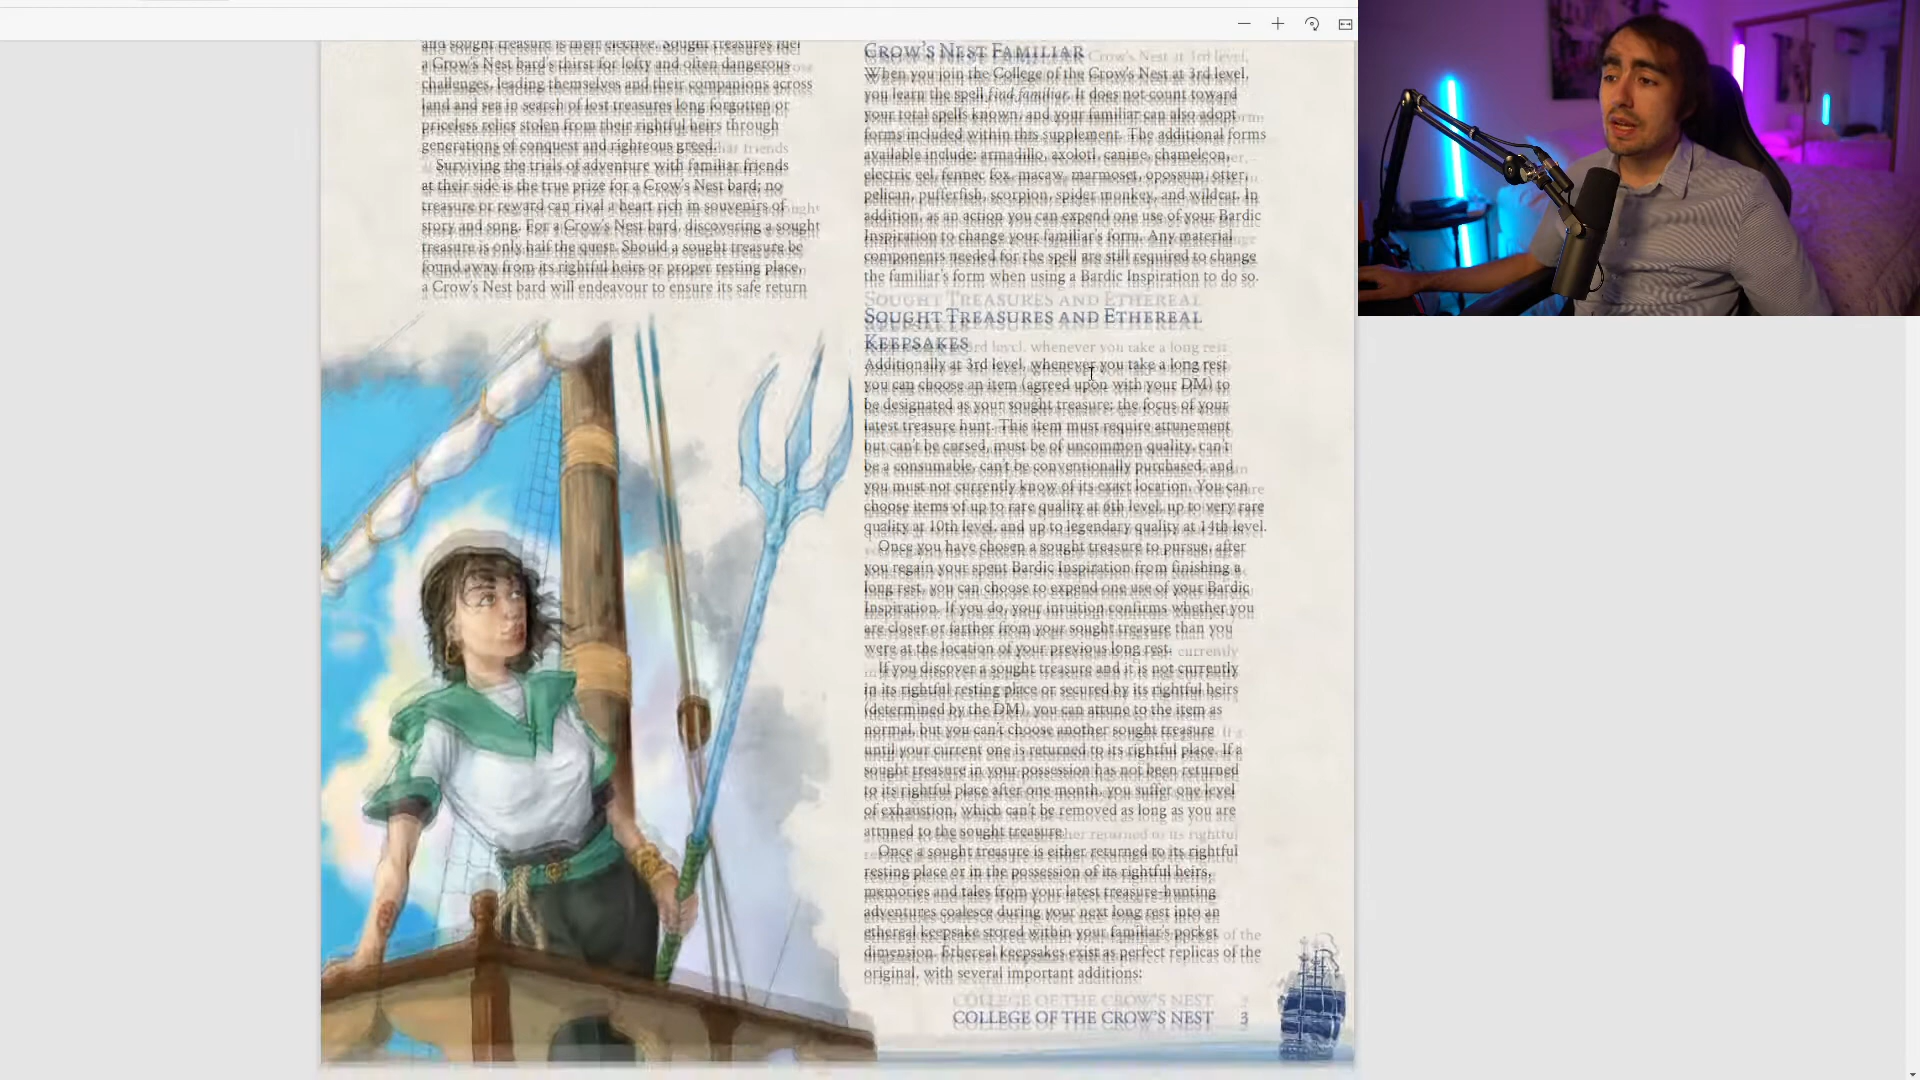 and sought treasure is their elective. Sought treasures fuel
a Crow's Nest bard's thirst for lofty and often dangerous
challenges, leading themselves and their companions across
land and sea in search of lost treasures long forgotten or
priceless relics stolen from their rightful heirs through
generations of conquest and righteous greed.
Surviving the trials of adventure with familiar friends
at their side is the true prize for a Crow's Nest bard; no
treasure or reward can rival a heart rich in souvenirs of
story and song. For a Crow's Nest bard, discovering a sought
treasure is only half the quest. Should a sought treasure be
found away from its rightful heirs or proper resting place,
a Crow's Nest bard will endeavour to ensure its safe return
CROW'S NEST FAMILIAR
When you join the College of the Crow's Nest at 3rd level,
you learn the spell find familiar. It does not count toward
your total spells known, and your familiar can also adopt
forms included within this supplement. The additional forms
available include: armadillo, axolotl, canine, chameleon,
electric eel, fennec fox, macaw, marmoset, opossum, otter,
pelican, pufferfish, scorpion, spider monkey, and wildcat. In
addition, as an action you can expend one use of your Bardic
Inspiration to change your familiar's form. Any material
components needed for the spell are still required to change
the familiar's form when using a Bardic Inspiration to do so.
SOUGHT TREASURES AND ETHEREAL
KEEPSAKES
Additionally at 3rd level, whenever you take a long rest
you can choose an item (agreed upon with your DM) to
be designated as your sought treasure; the focus of your
latest treasure hunt. This item must require attunement
but can't be cursed, must be of uncommon quality, can't
be a consumable, can't be conventionally purchased, and
you must not currently know of its exact location. You can
choose items of up to rare quality at 6th level, up to very rare
quality at 10th level, and up to legendary quality at 14th level.
Once you have chosen a sought treasure to pursue, after
you regain your spent Bardic Inspiration from finishing a
long rest, you can choose to expend one use of your Bardic
Inspiration. If you do, your intuition confirms whether you
are closer or farther from your sought treasure than you
were at the location of your previous long rest.
If you discover a sought treasure and it is not currently
in its rightful resting place or secured by its rightful heirs
(determined by the DM), you can attune to the item as
normal, but you can't choose another sought treasure
until your current one is returned to its rightful place. If a
sought treasure in your possession has not been returned
to its rightful place after one month, you suffer one level
of exhaustion, which can't be removed as long as you are
attuned to the sought treasure.
Once a sought treasure is either returned to its rightful
resting place or in the possession of its rightful heirs,
memories and tales from your latest treasure-hunting
adventures coalesce during your next long rest into an
ethereal keepsake stored within your familiar's pocket
dimension. Ethereal keepsakes exist as perfect replicas of the
original, with several important additions:
COLLEGE OF THE CROW'S NEST 3